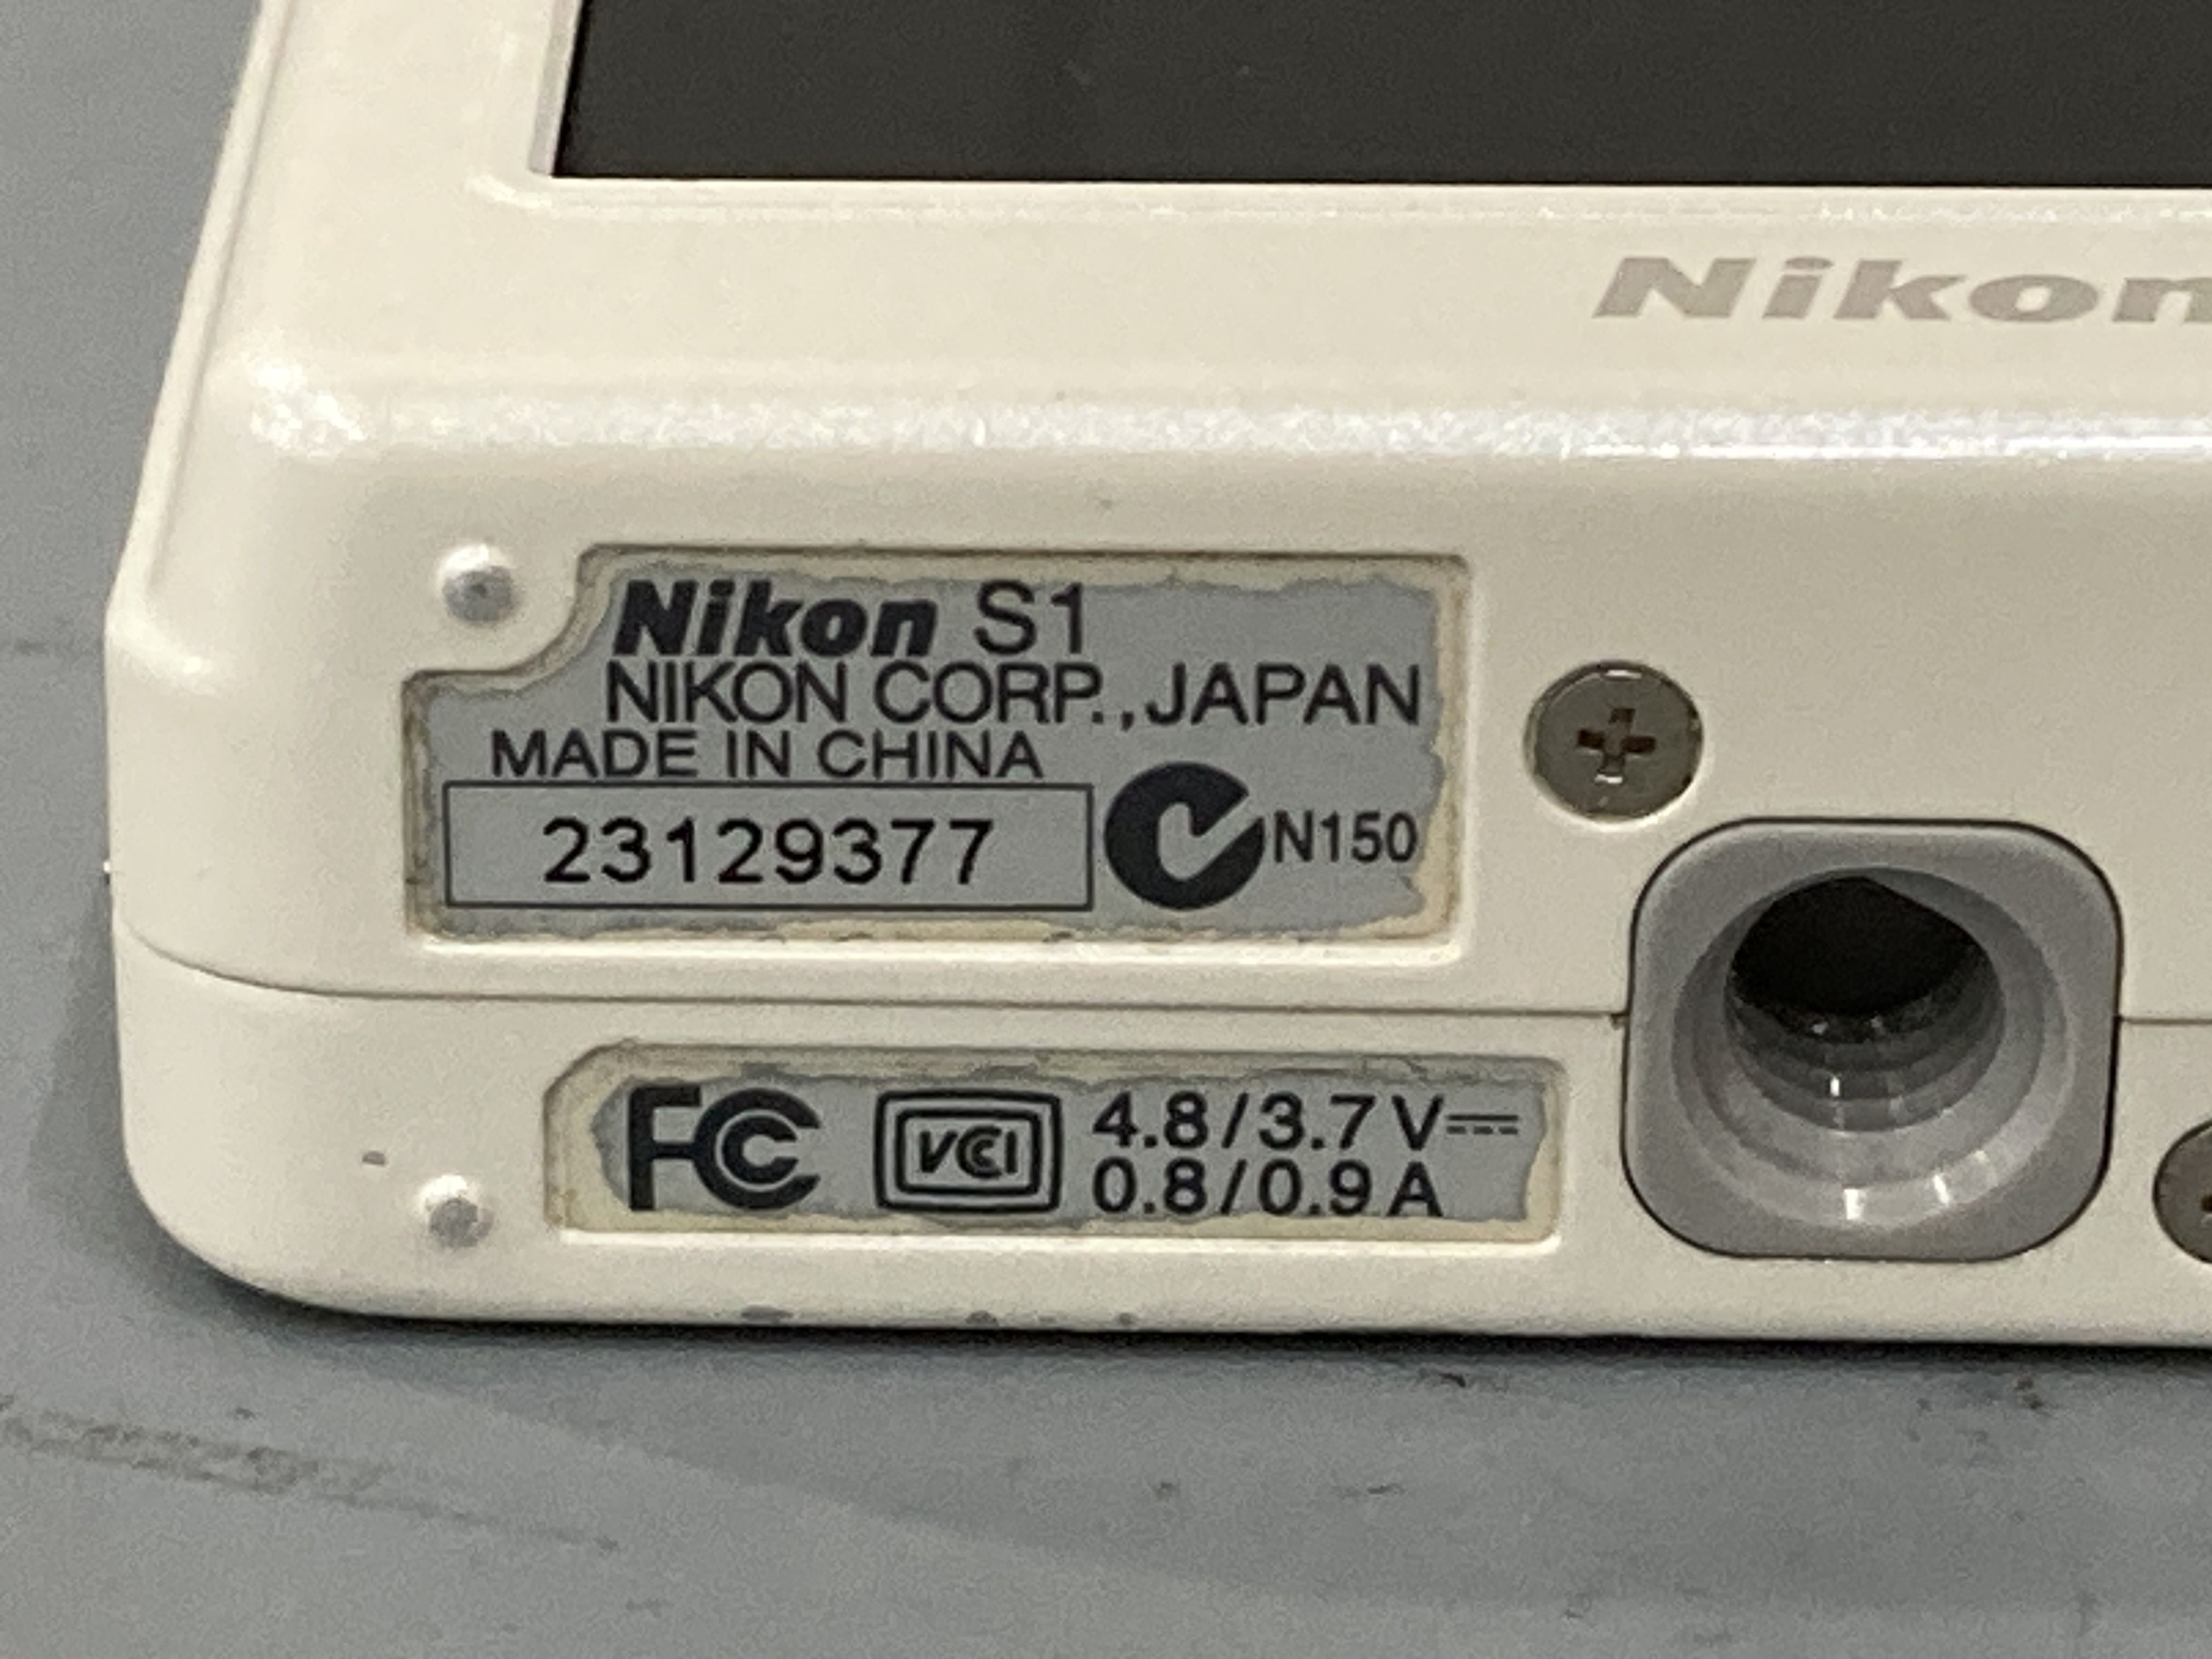 Nikon
Nikon S1
NIKON CORP.,JAPAN
MADE IN CHINA
23129377
N150
FC VCCI 4.8/3.7V⎓
0.8/0.9A